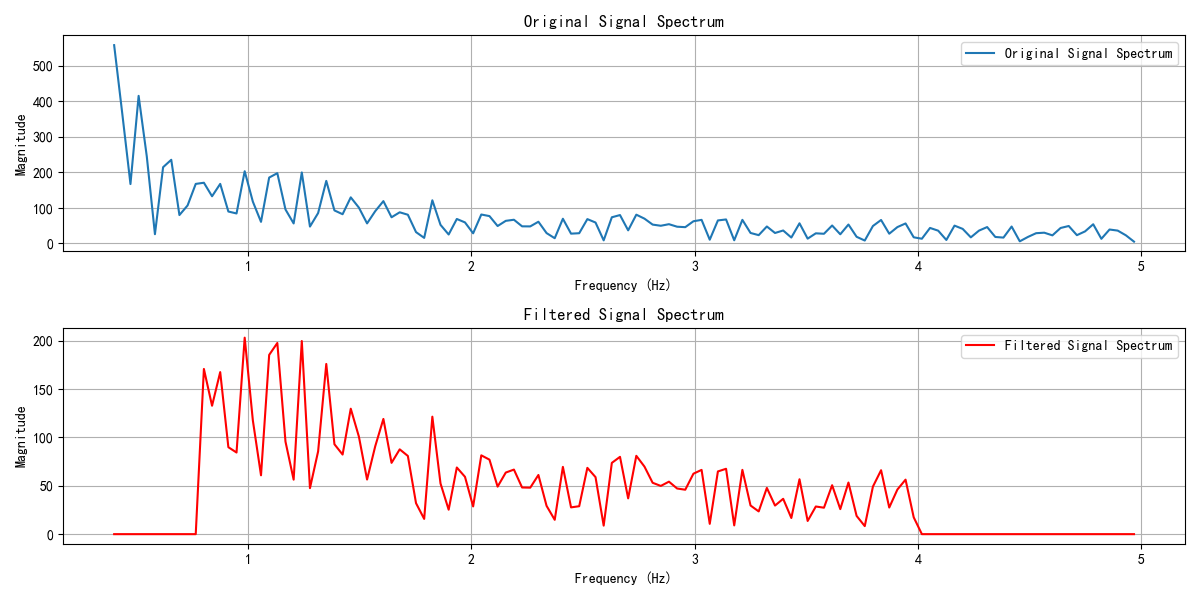 Original Signal Spectrum
Original Signal Spectrum
500
400
300
200
100
0
Magnitude
1 2 3 4 5
Frequency (Hz)
Filtered Signal Spectrum
Filtered Signal Spectrum
200
150
100
50
0
Magnitude
1 2 3 4 5
Frequency (Hz)